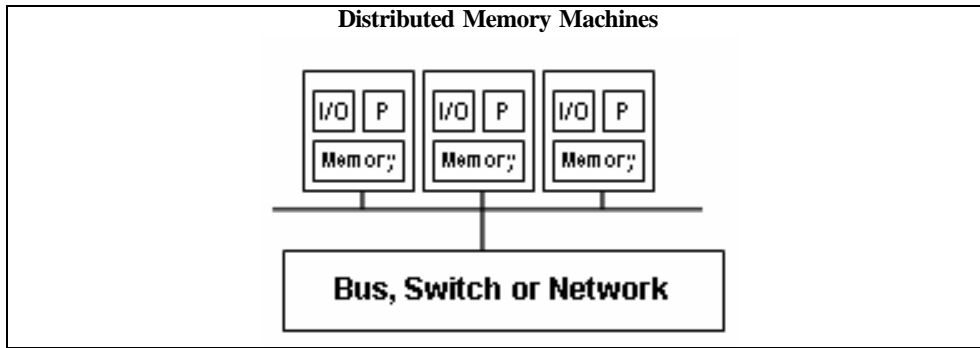 Distributed Memory Machines
I/O P I/O P I/O P
Memory Memory Memory
Bus, Switch or Network